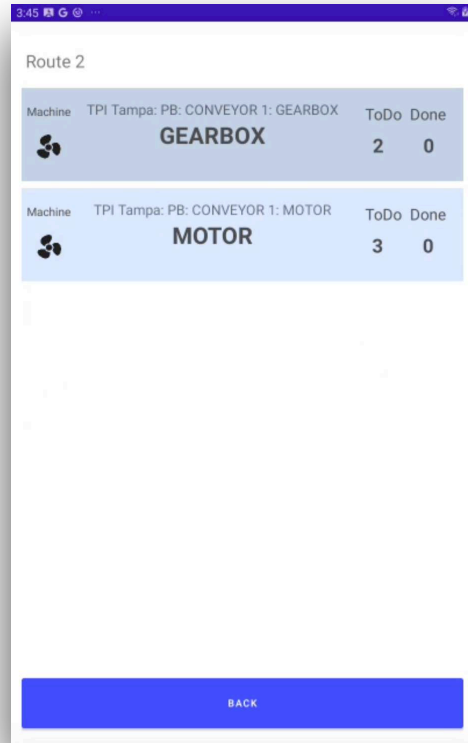 3:45 G ...
Route 2
Machine TPI Tampa: PB: CONVEYOR 1: GEARBOX ToDo Done
GEARBOX 2 0
Machine TPI Tampa: PB: CONVEYOR 1: MOTOR ToDo Done
MOTOR 3 0
BACK